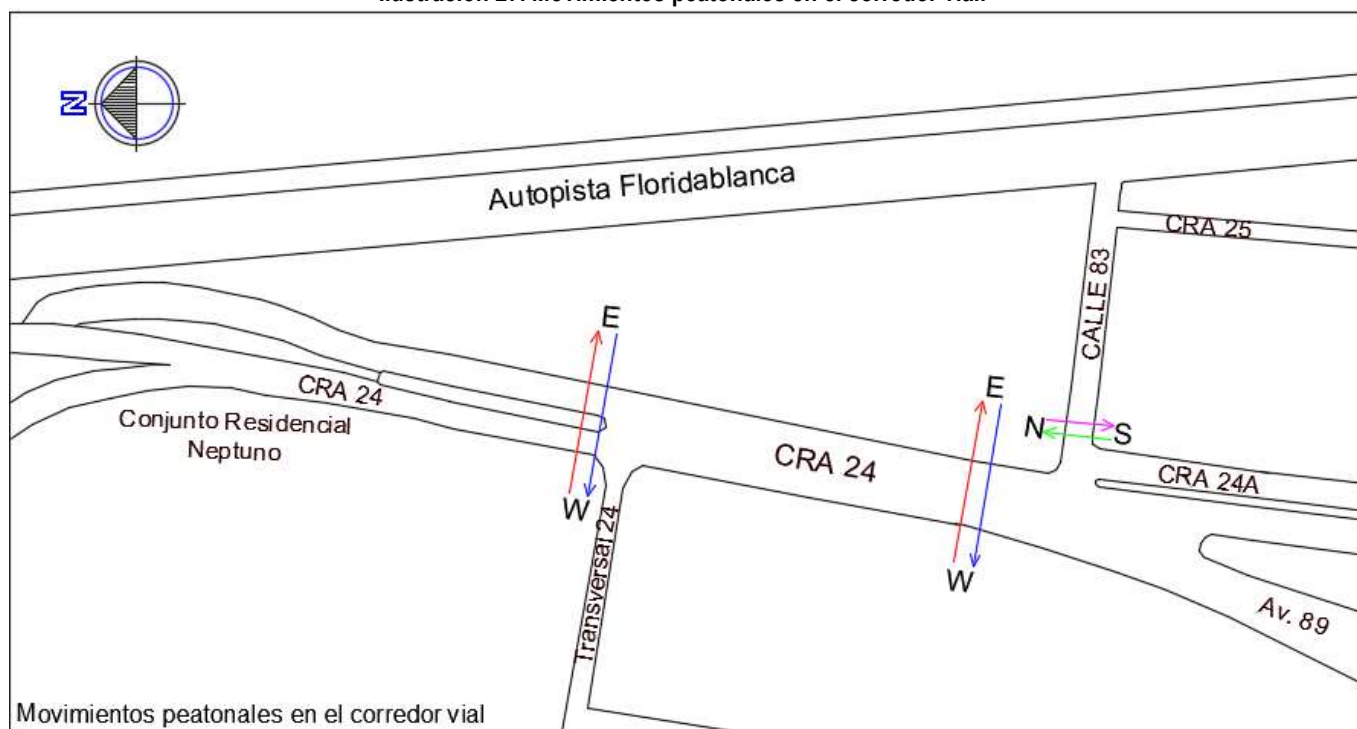 N
Autopista Floridablanca
CRA 25
CALLE 83
E
CRA 24
Conjunto Residencial
Neptuno
W
Transversal 24
CRA 24
E
W
N
S
CRA 24A
Av. 89
Movimientos peatonales en el corredor vial